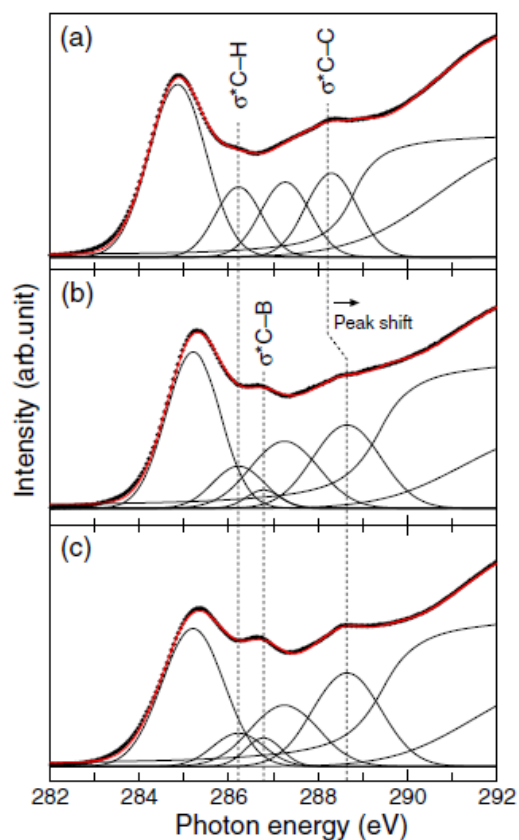 (a)
σ*C–H
σ*C–C
(b)
σ*C–B
Peak shift
(c)
Intensity (arb.unit)
282 284 286 288 290 292
Photon energy (eV)